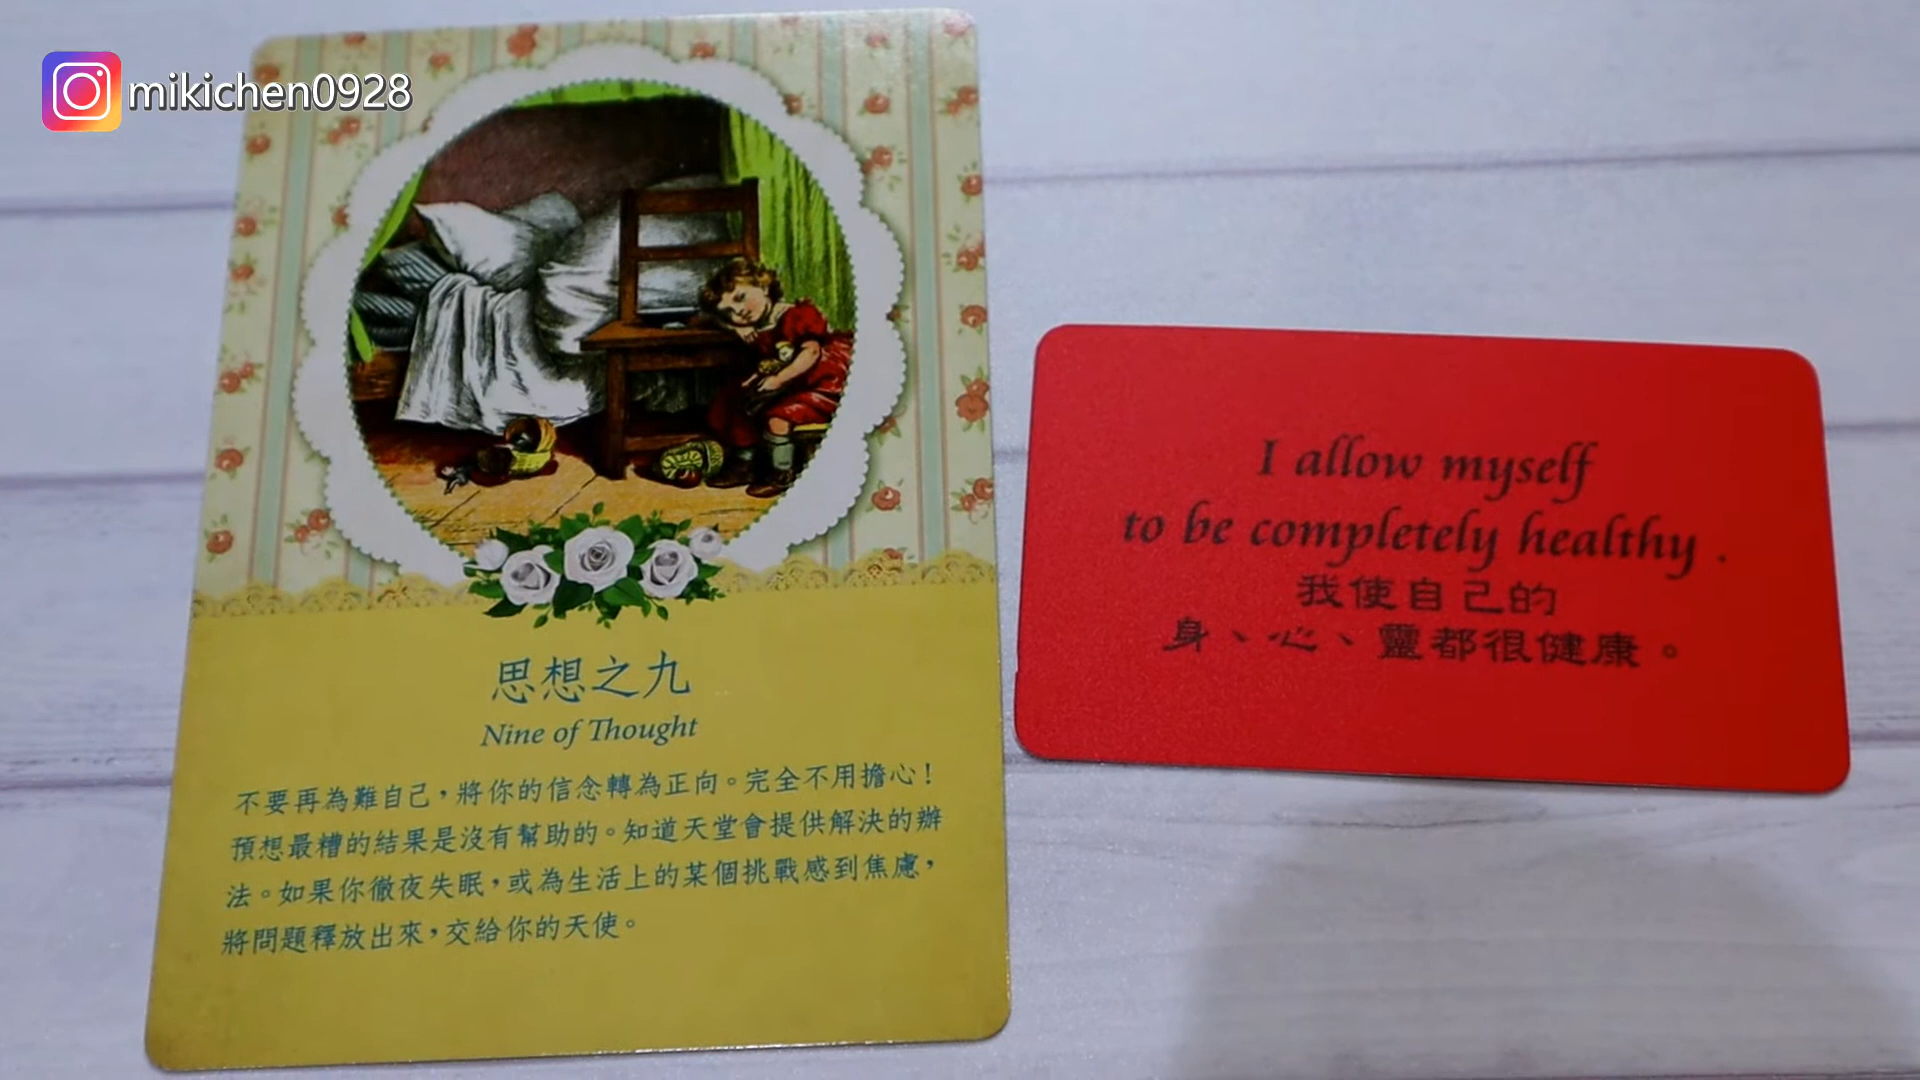 mikichen0928
思想之九
Nine of Thought
不要再為難自己，將你的信念轉為正向。完全不用擔心！
預想最糟的結果是沒有幫助的。知道天堂會提供解決的辦
法。如果你徹夜失眠，或為生活上的某個挑戰感到焦慮，
將問題釋放出來，交給你的天使。
I allow myself
to be completely healthy .
我使自己的
身、心、靈都很健康。